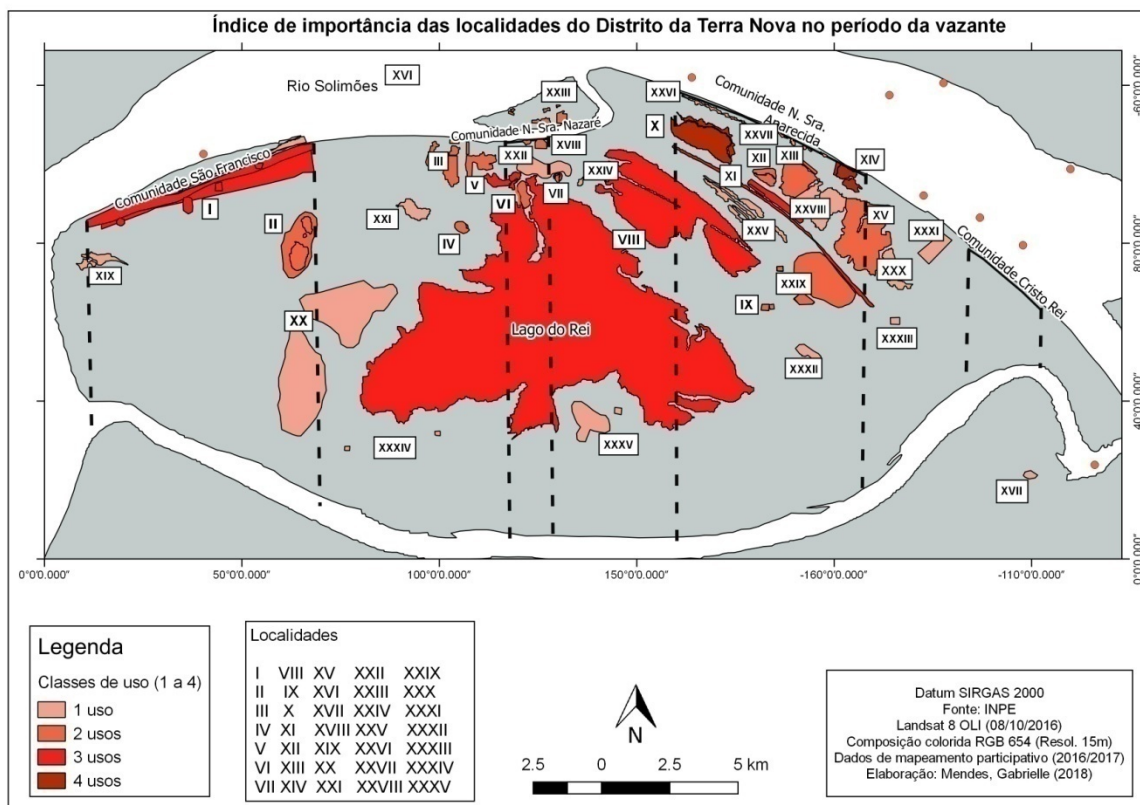 Índice de importância das localidades do Distrito da Terra Nova no período da vazante
XVI
Rio Solimões
XXIII
XXVI
Comunidade N. Sra. Aparecida
Comunidade N. Sra. Nazaré
X
XXVII
XVIII
III
XXII
XII
XIII
XIV
Comunidade São Francisco
V
XXIV
XI
I
VII
VI
XXI
XXVIII
XV
II
IV
VIII
XXV
XXXI
XIX
XXX
Comunidade Cristo Rei
XXIX
IX
XX
Lago do Rei
XXXIII
XXXII
XXXIV
XXXV
XVII
-60°0'0.000"
80°0'0.000"
40°0'0.000"
0°0'0.000"
0°0'0.000" 50°0'0.000" 100°0'0.000" 150°0'0.000" -160°0'0.000" -110°0'0.000"
Legenda
Classes de uso (1 a 4)
1 uso
2 usos
3 usos
4 usos
Localidades
I VIII XV XXII XXIX
II IX XVI XXIII XXX
III X XVII XXIV XXXI
IV XI XVIII XXV XXXII
V XII XIX XXVI XXXIII
VI XIII XX XXVII XXXIV
VII XIV XXI XXVIII XXXV
N
2.5 0 2.5 5 km
Datum SIRGAS 2000
Fonte: INPE
Landsat 8 OLI (08/10/2016)
Composição colorida RGB 654 (Resol. 15m)
Dados de mapeamento participativo (2016/2017)
Elaboração: Mendes, Gabrielle (2018)